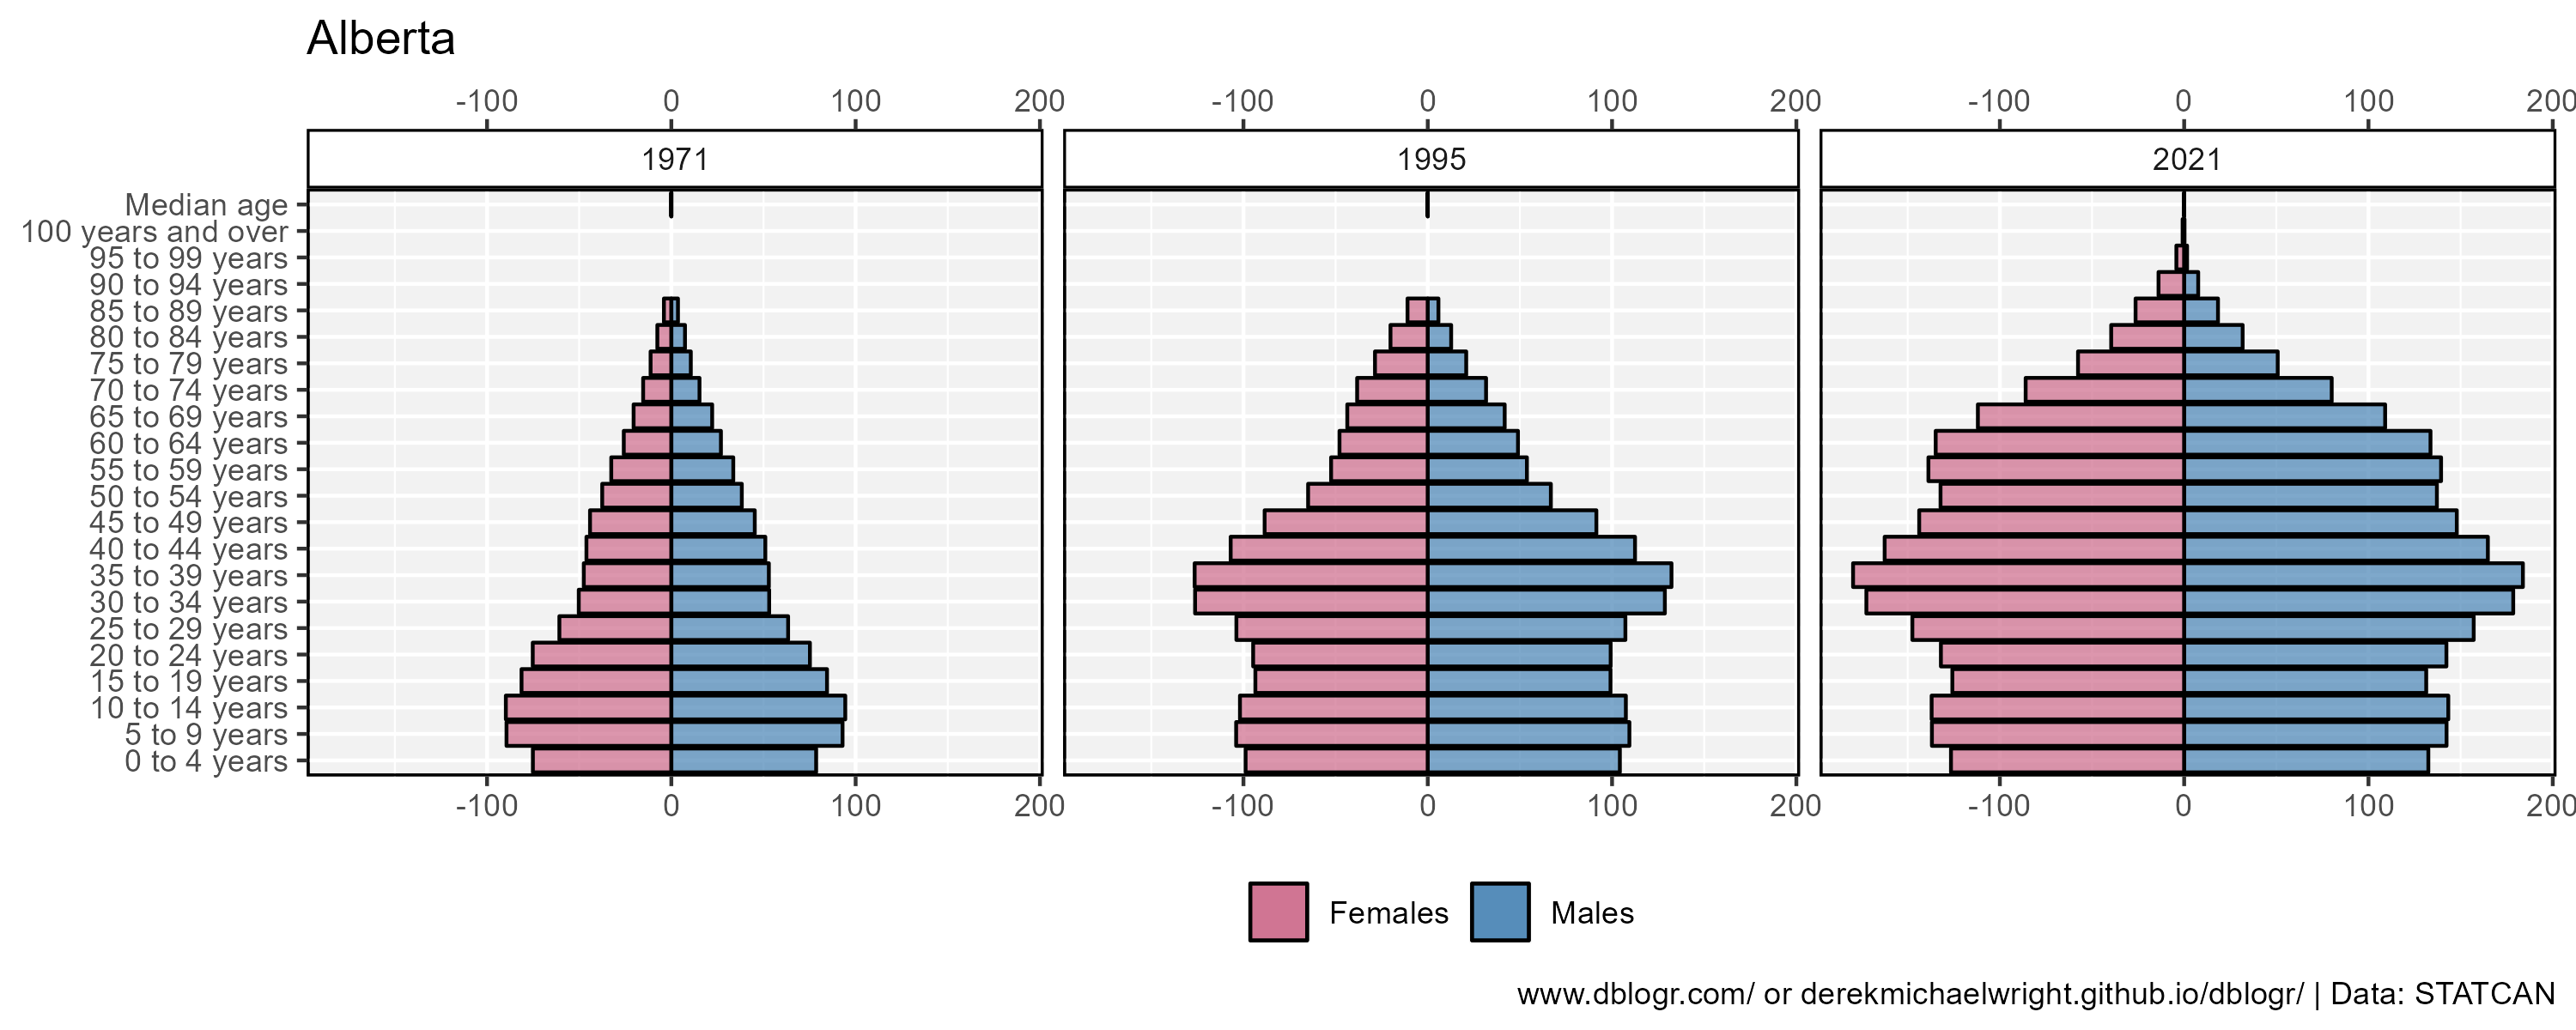 Alberta
-100 0 100 200 -100 0 100 200 -100 0 100 200
1971 1995 2021
Median age
100 years and over
95 to 99 years
90 to 94 years
85 to 89 years
80 to 84 years
75 to 79 years
70 to 74 years
65 to 69 years
60 to 64 years
55 to 59 years
50 to 54 years
45 to 49 years
40 to 44 years
35 to 39 years
30 to 34 years
25 to 29 years
20 to 24 years
15 to 19 years
10 to 14 years
5 to 9 years
0 to 4 years
-100 0 100 200 -100 0 100 200 -100 0 100 200
Females Males
www.dblogr.com/ or derekmichaelwright.github.io/dblogr/ | Data: STATCAN